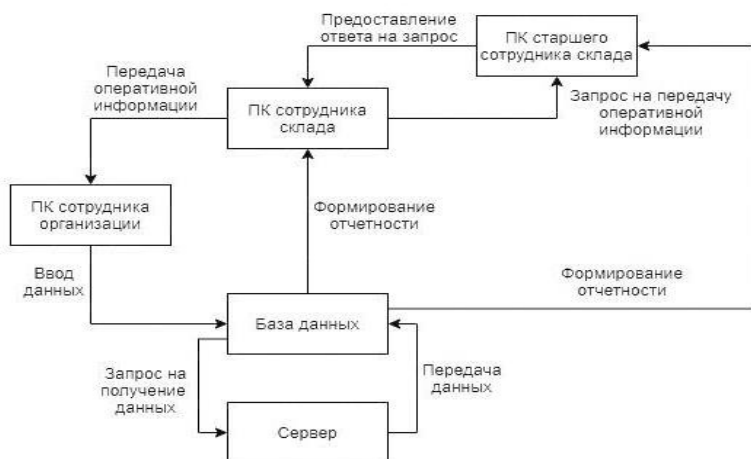 Предоставление
ответа на запрос
ПК старшего
сотрудника склада
Передача
оперативной
информации
ПК сотрудника
склада
Запрос на передачу
оперативной
информации
ПК сотрудника
организации
Формирование
отчетности
Ввод
данных
Формирование
отчетности
База данных
Запрос на
получение
данных
Передача
данных
Сервер